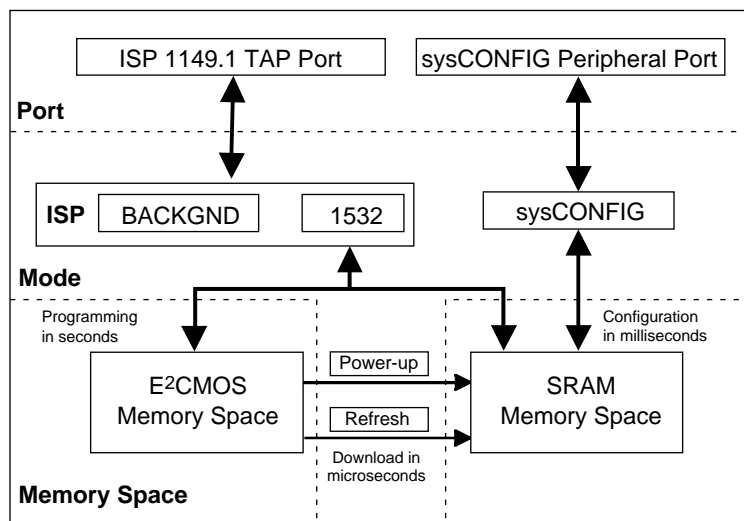 ISP 1149.1 TAP Port
sysCONFIG Peripheral Port
Port
ISP
BACKGND
1532
sysCONFIG
Mode
Programming
in seconds
Configuration
in milliseconds
E²CMOS
Memory Space
Power-up
Refresh
Download in
microseconds
SRAM
Memory Space
Memory Space